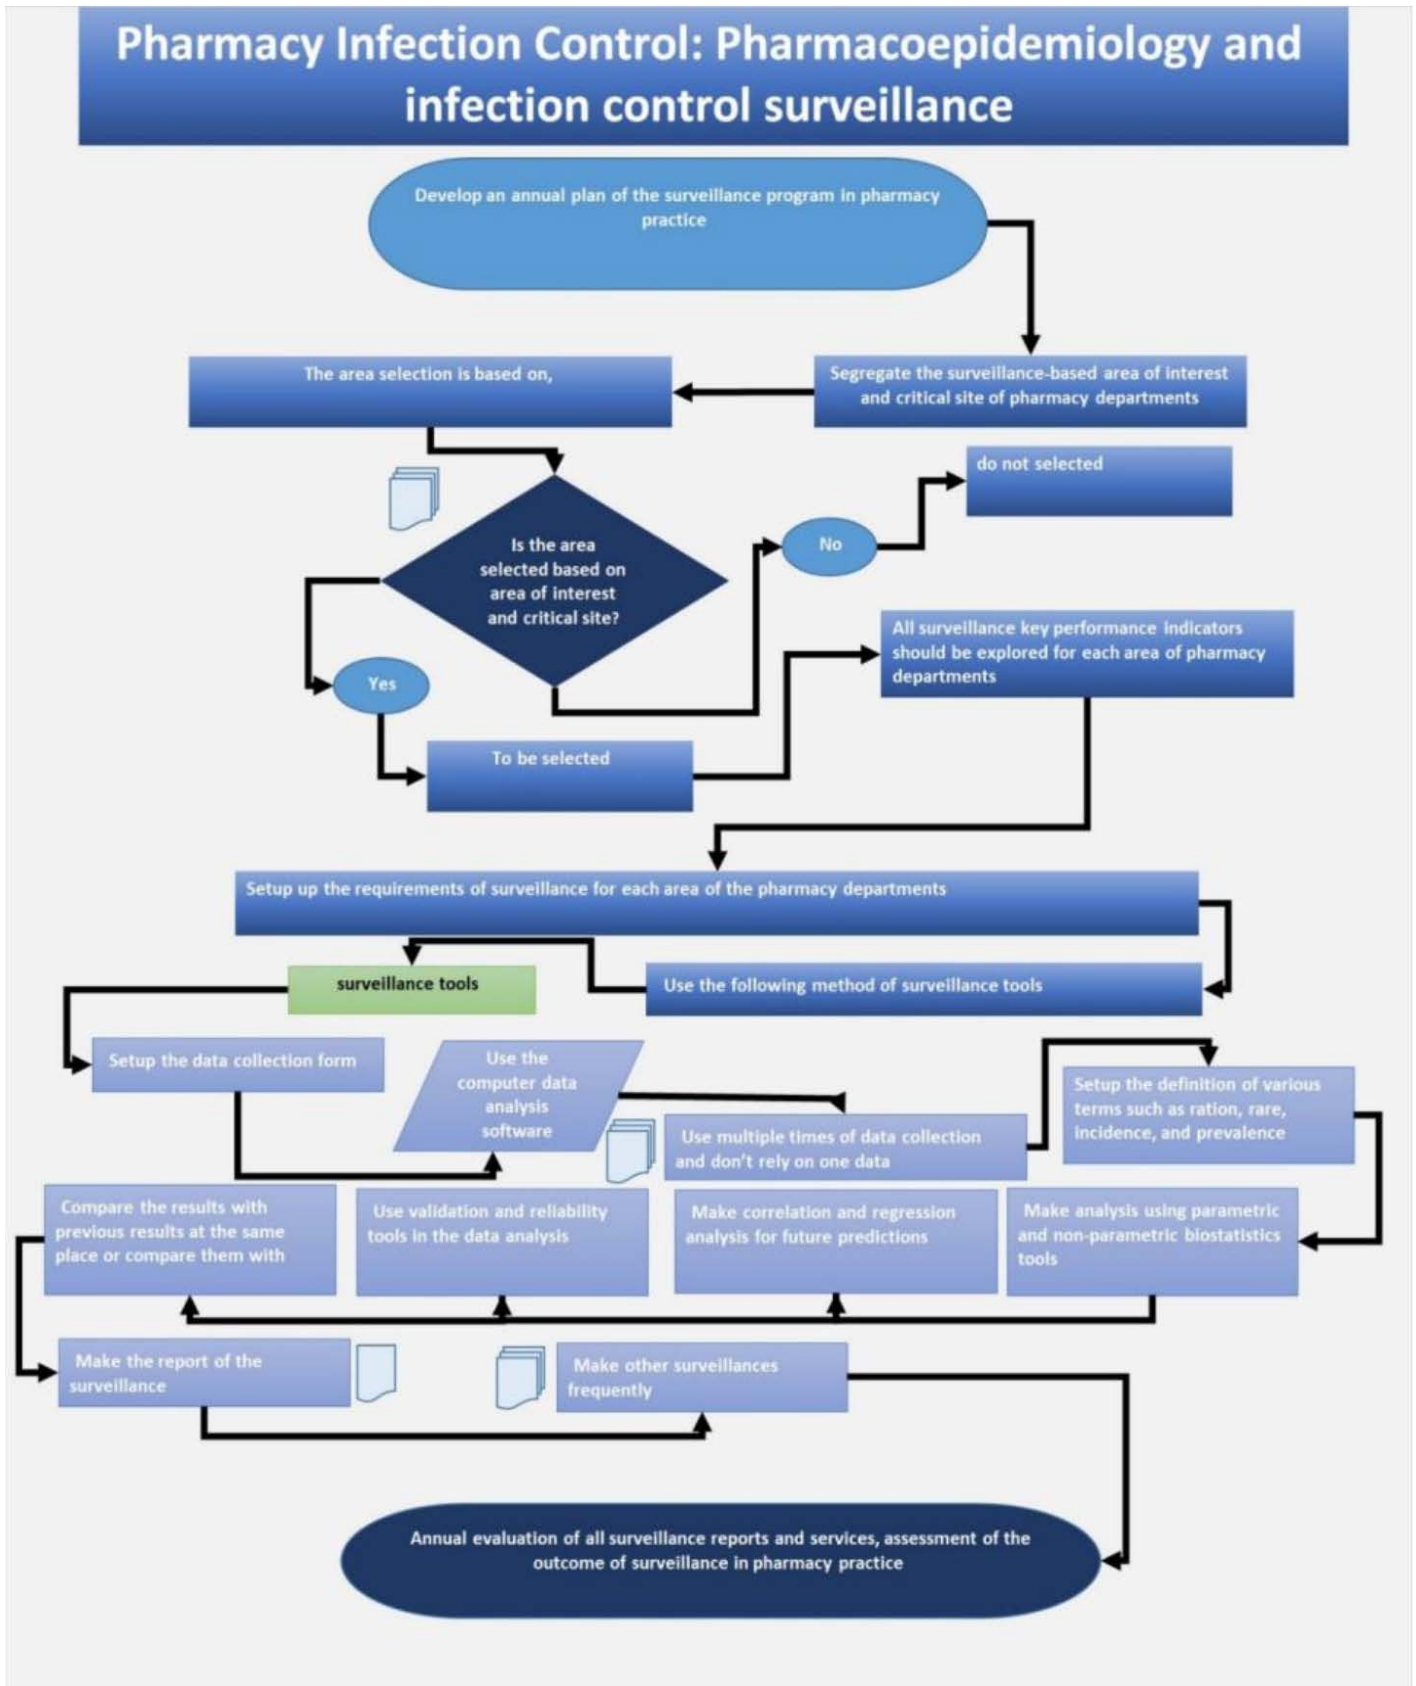 Pharmacy Infection Control: Pharmacoepidemiology and
infection control surveillance
Develop an annual plan of the surveillance program in pharmacy
practice
The area selection is based on,
Segregate the surveillance-based area of interest
and critical site of pharmacy departments
do not selected
Is the area
selected based on
area of interest
and critical site?
No
All surveillance key performance indicators
should be explored for each area of pharmacy
departments
Yes
To be selected
Setup up the requirements of surveillance for each area of the pharmacy departments
surveillance tools
Use the following method of surveillance tools
Setup the data collection form
Use the
computer data
analysis
software
Use multiple times of data collection
and don't rely on one data
Setup the definition of various
terms such as ration, rare,
incidence, and prevalence
Compare the results with
previous results at the same
place or compare them with
Use validation and reliability
tools in the data analysis
Make correlation and regression
analysis for future predictions
Make analysis using parametric
and non-parametric biostatistics
tools
Make the report of the
surveillance
Make other surveillances
frequently
Annual evaluation of all surveillance reports and services, assessment of the
outcome of surveillance in pharmacy practice